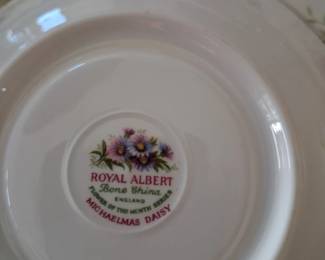 ROYAL ALBERT
Bone China
ENGLAND
FLOWER OF THE MONTH SERIES
MICHAELMAS DAISY